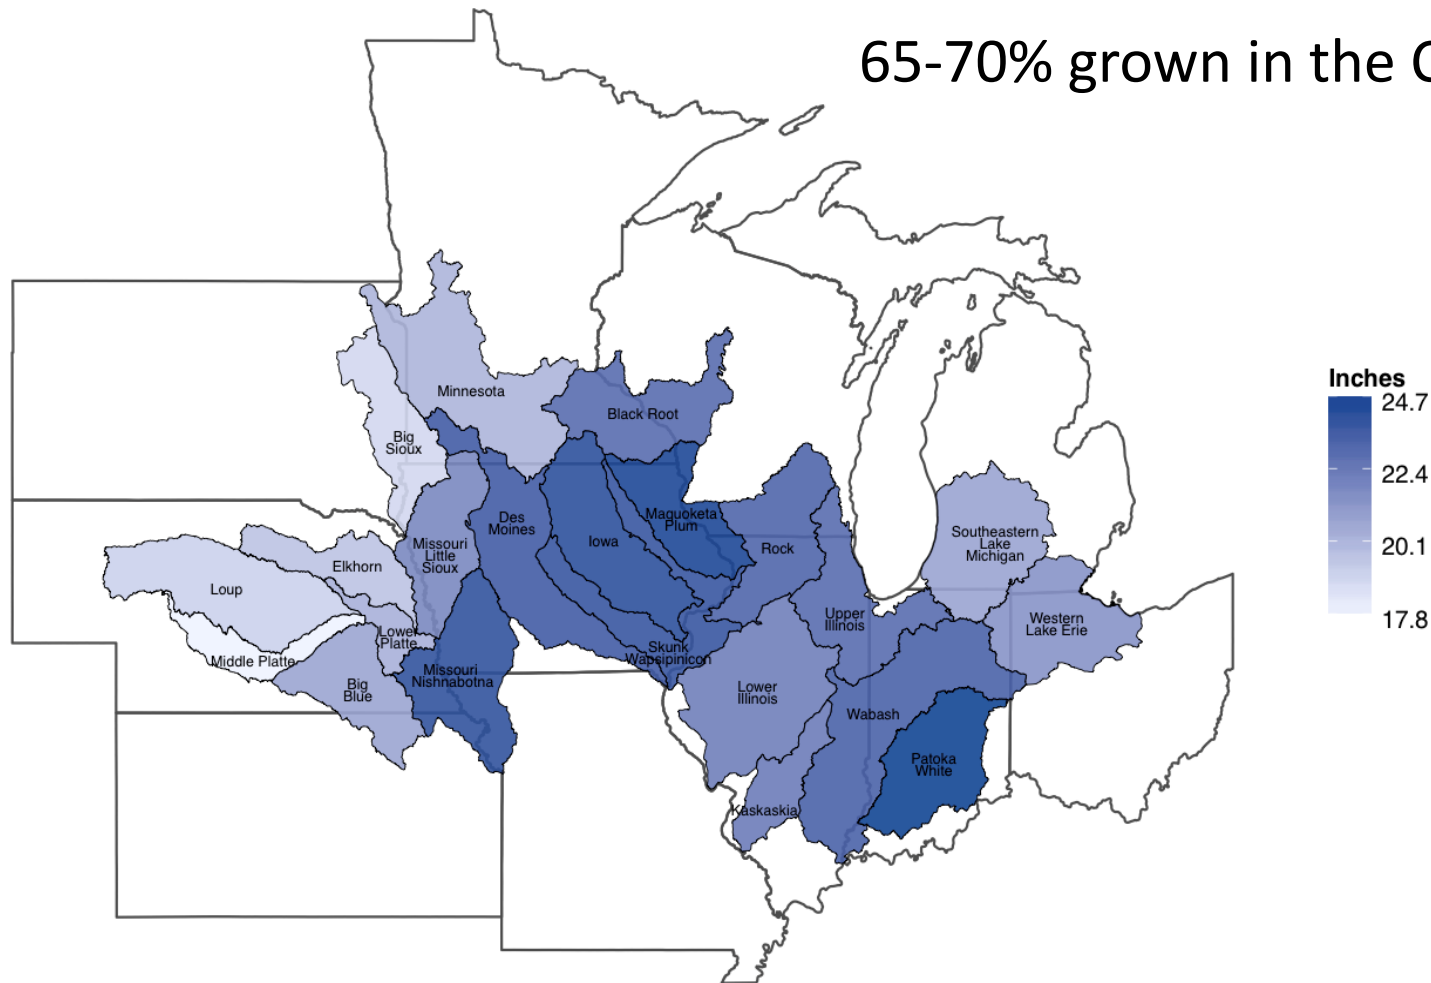 65-70% grown in the C
Inches
24.7
22.4
20.1
17.8
Minnesota
Black Root
Big
Sioux
Des
Moines
Maquoketa
Plum
Iowa
Rock
Missouri
Little
Sioux
Elkhorn
Loup
Southeastern
Lake
Michigan
Western
Lake Erie
Upper
Illinois
Lower
Platte
Middle Platte
Skunk
Wapsipinicon
Missouri
Nishnabotna
Big
Blue
Lower
Illinois
Wabash
Patoka
White
Kaskaskia